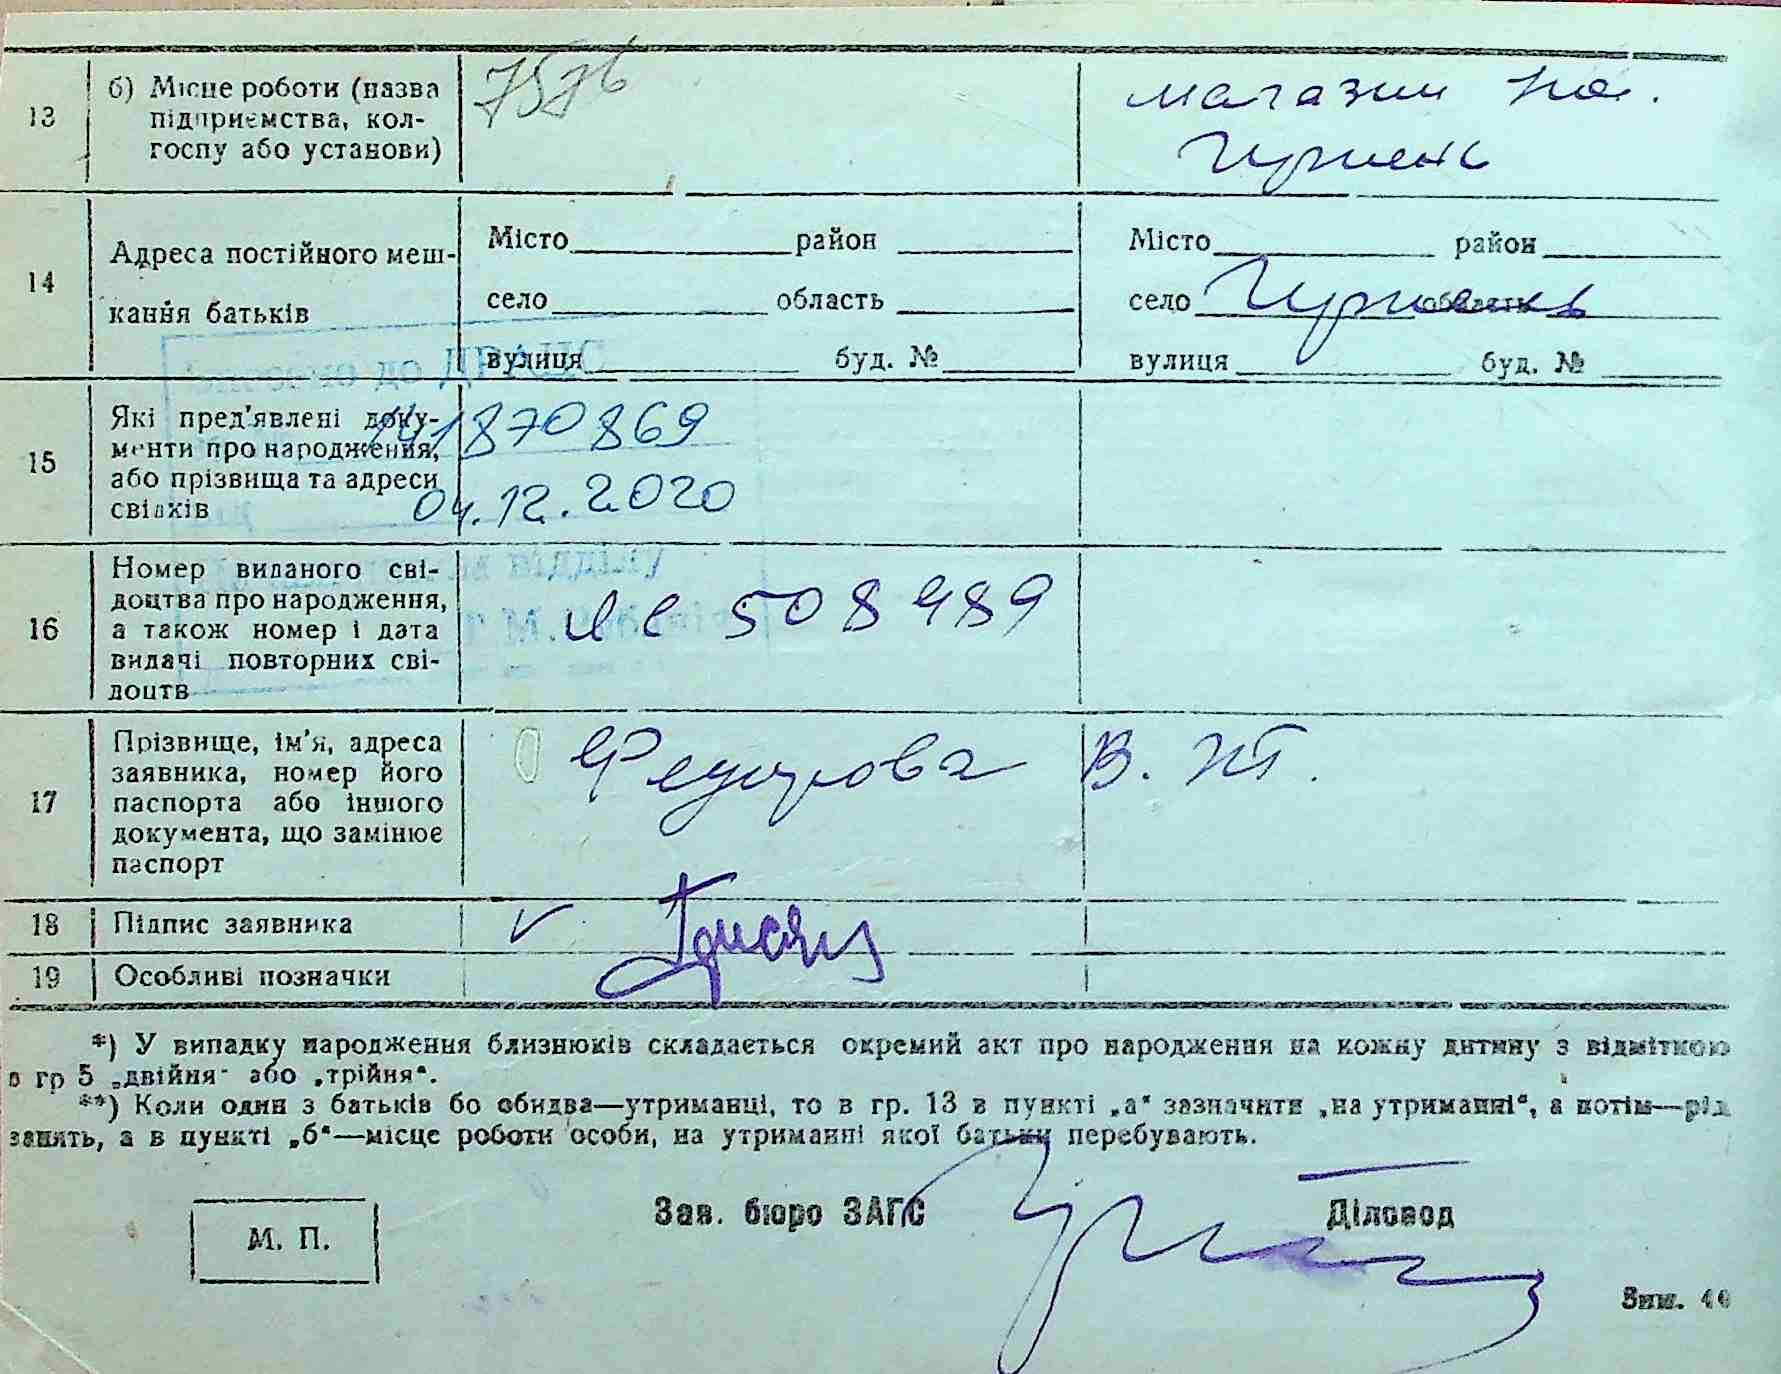 13
б) Місце роботи (назва
підприємства, кол-
госпу або установи)
магазин
14
Адреса постійного меш-
кання батьків
Місто район
село область
вулиця буд. №
Місто район
село область
вулиця буд. №
15
Які пред'явлені доку-
менти про народження,
або прізвища та адреси
свідків
141870869
04.12.2020
16
Номер виданого сві-
доцтва про народження,
а також номер і дата
видачі повторних сві-
доцтв
508489
17
Прізвище, ім'я, адреса
заявника, номер його
паспорта або іншого
документа, що замінює
паспорт
18
Підпис заявника
19
Особливі позначки
*) У випадку народження близнюків складається окремий акт про народження на кожну дитину з відміткою
в гр 5 „двійня" або „трійня".
**) Коли один з батьків бо обидва—утриманці, то в гр. 13 в пункті „а" зазначити „на утриманні", а потім—рід
занять, а в пункті „б"—місце роботи особи, на утриманні якої батьки перебувають.
М. П.
Зав. бюро ЗАГС
Діловод